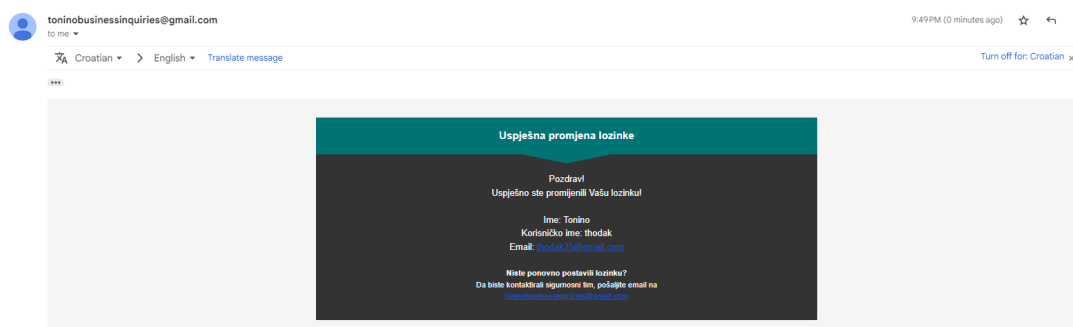 toninobusinessinquiries@gmail.com
9:49 PM (0 minutes ago)
to me
Croatian > English Translate message
Turn off for: Croatian x
Uspješna promjena lozinke
Pozdrav!
Uspješno ste promijenili Vašu lozinku!
Ime: Tonino
Korisničko ime: thodak
Email: thodak25@gmail.com
Niste ponovno postavili lozinku?
Da biste kontaktirali sigurnosni tim, pošaljite email na
toninobusinessinquiries@gmail.com